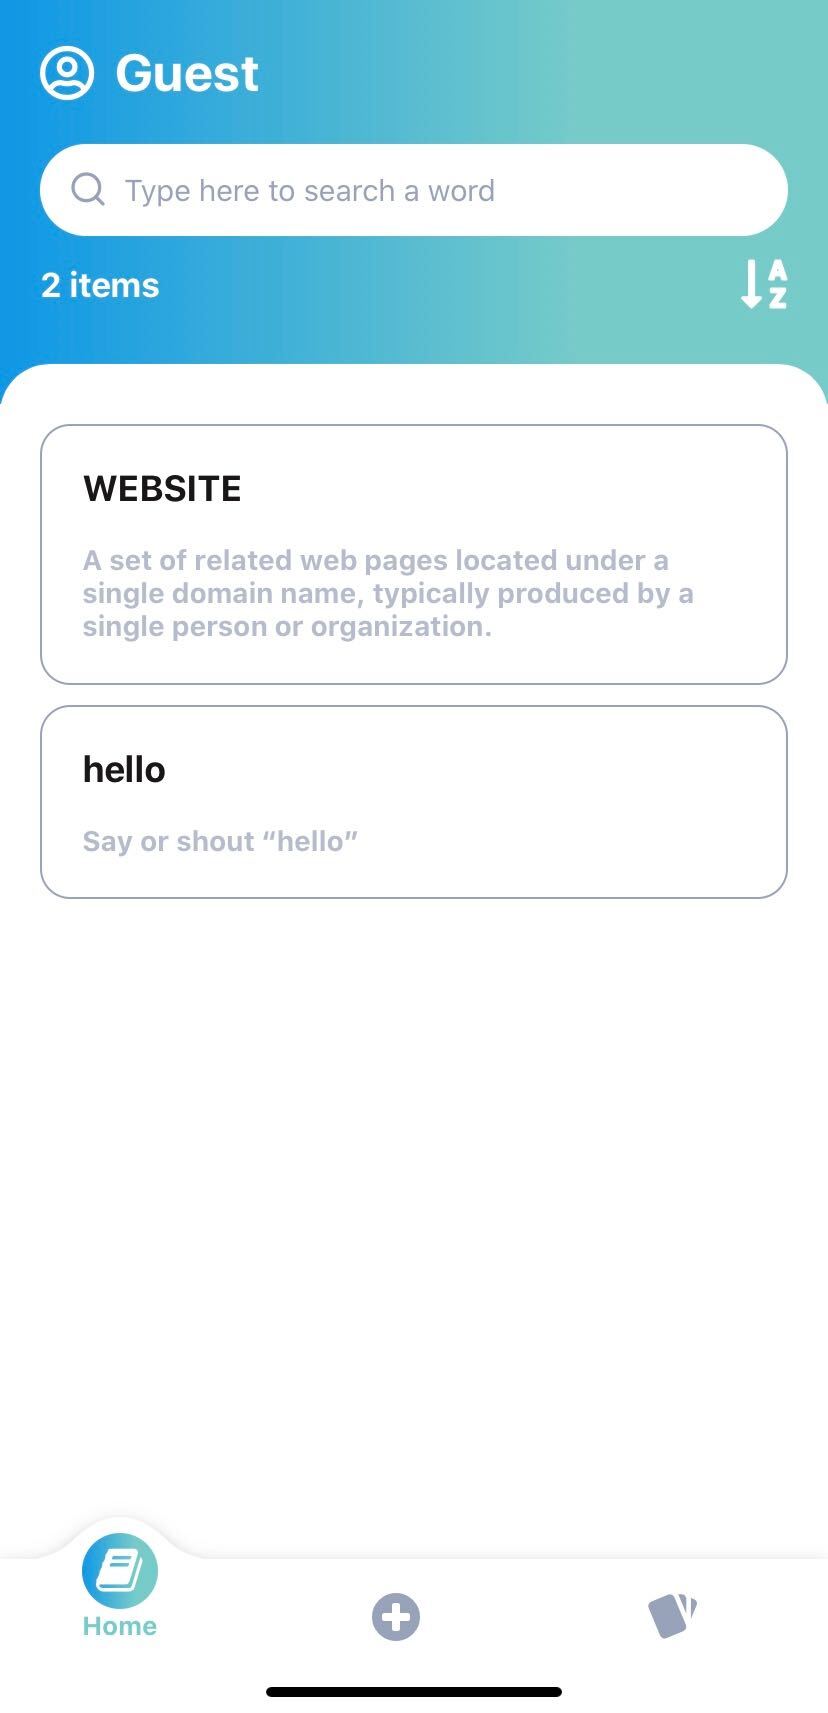 Guest
Type here to search a word
2 items
A
Z
WEBSITE
A set of related web pages located under a
single domain name, typically produced by a
single person or organization.
hello
Say or shout “hello”
Home